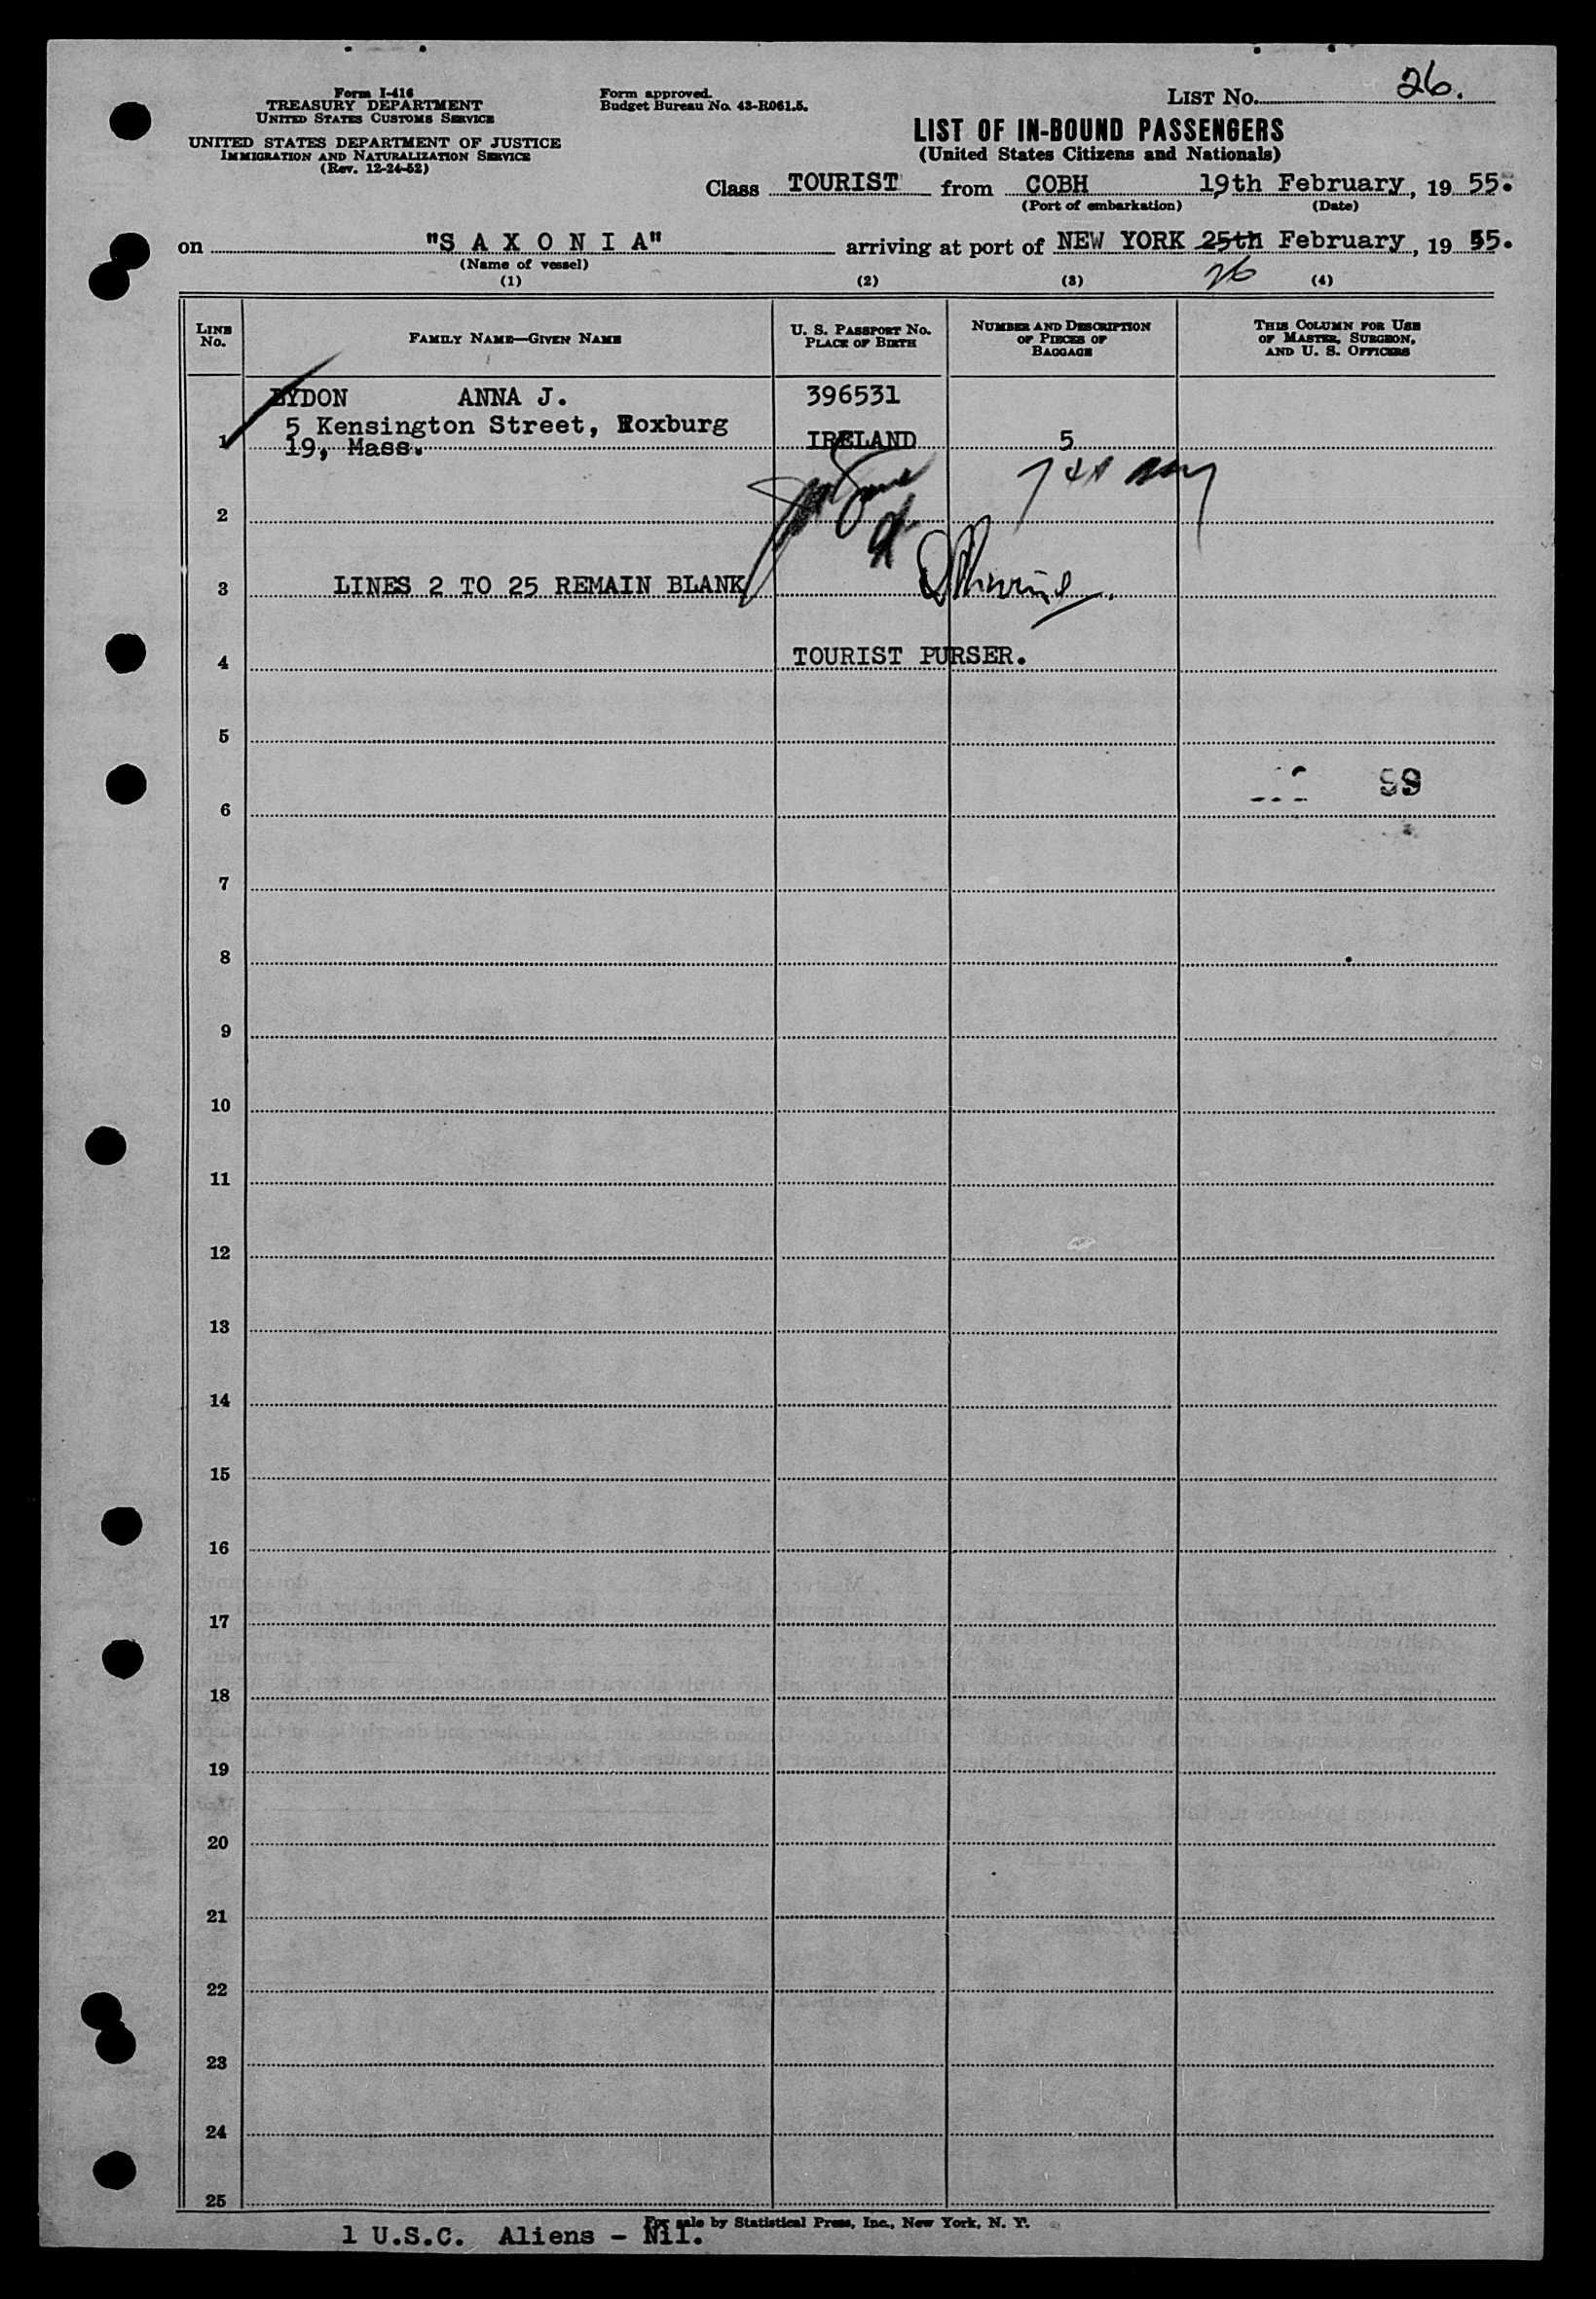 Form I-416
TREASURY DEPARTMENT
UNITED STATES CUSTOMS SERVICE
UNITED STATES DEPARTMENT OF JUSTICE
IMMIGRATION AND NATURALIZATION SERVICE
(Rev. 12-24-52)
Form approved.
Budget Bureau No. 43-R061.5.
LIST No. 26.
LIST OF IN-BOUND PASSENGERS
(United States Citizens and Nationals)
Class TOURIST from COBH 19th February, 19 55.
(Port of embarkation) (Date)
on "S A X O N I A" arriving at port of NEW YORK 25th February, 19 55.
(Name of vessel) 26
(1) (2) (3) (4)
LINE No. FAMILY NAME—GIVEN NAME U. S. PASSPORT No. PLACE OF BIRTH NUMBER AND DESCRIPTION OF PIECES OF BAGGAGE THIS COLUMN FOR USE OF MASTER, SURGEON, AND U. S. OFFICERS
LYDON ANNA J. 396531
5 Kensington Street, Roxburg
1 19, Mass. IRELAND 5
2
3 LINES 2 TO 25 REMAIN BLANK
4 TOURIST PURSER.
5
99
6
7
8
9
10
11
12
13
14
15
16
17
18
19
20
21
22
23
24
25
For sale by Statistical Press, Inc., New York, N. Y.
1 U.S.C. Aliens - Nil.